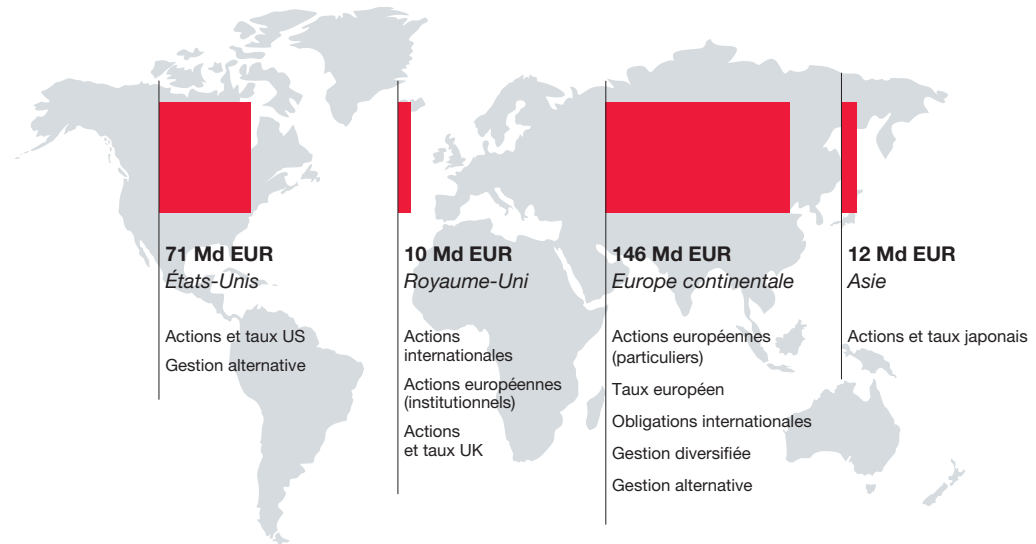 71 Md EUR
États-Unis
Actions et taux US
Gestion alternative
10 Md EUR
Royaume-Uni
Actions
internationales
Actions européennes
(institutionnels)
Actions
et taux UK
146 Md EUR
Europe continentale
Actions européennes
(particuliers)
Taux européen
Obligations internationales
Gestion diversifiée
Gestion alternative
12 Md EUR
Asie
Actions et taux japonais